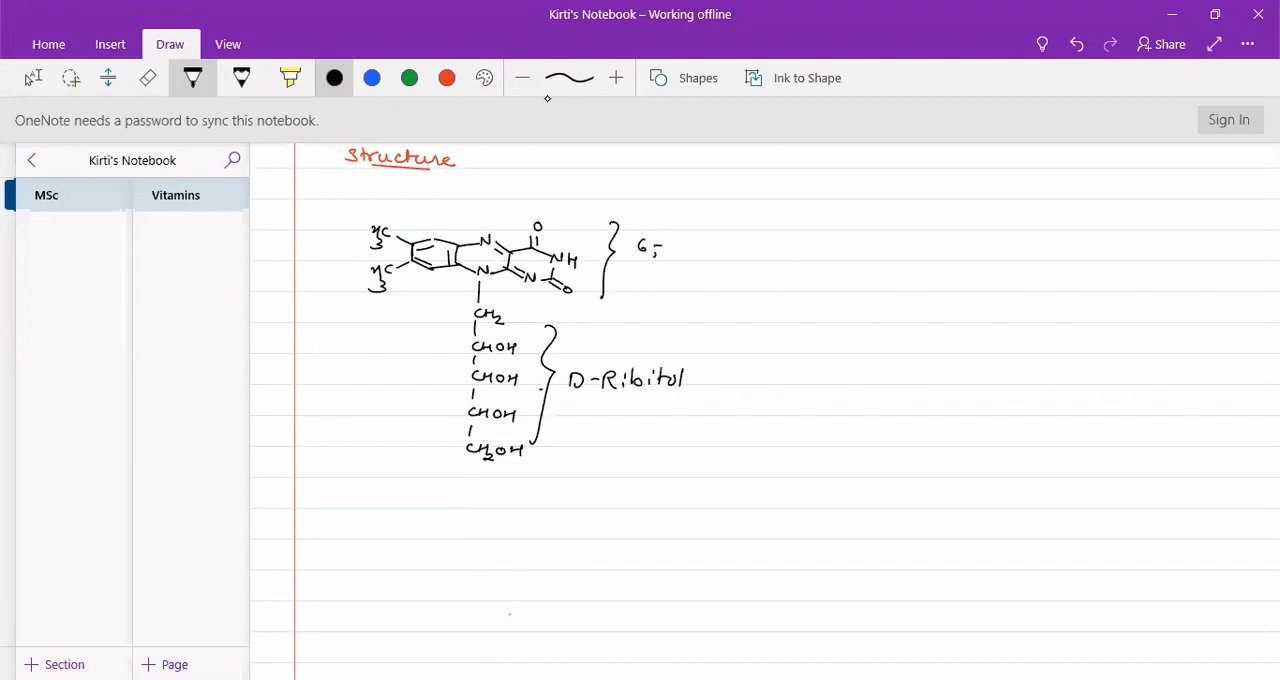 Kirti's Notebook – Working offline
Home Insert Draw View Share
Shapes Ink to Shape
OneNote needs a password to sync this notebook. Sign In
Kirti's Notebook
MSc Vitamins
Structure
O
H3C N N H 6,
H3C N N O
CH2
CHOH
CHOH D-Ribitol
CHOH
CH2OH
Section Page